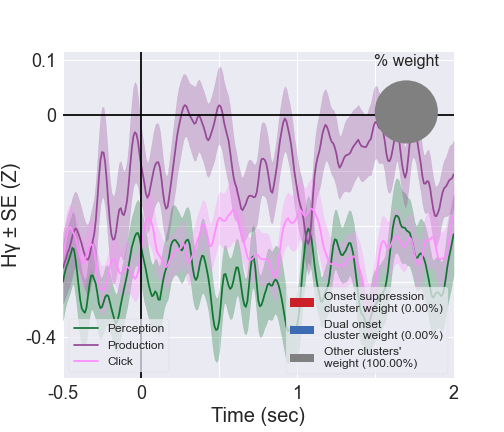 % weight
0.1
0
-0.4
Hγ ± SE (Z)
Perception
Production
Click
Onset suppression
cluster weight (0.00%)
Dual onset
cluster weight (0.00%)
Other clusters'
weight (100.00%)
-0.5
0
1
2
Time (sec)